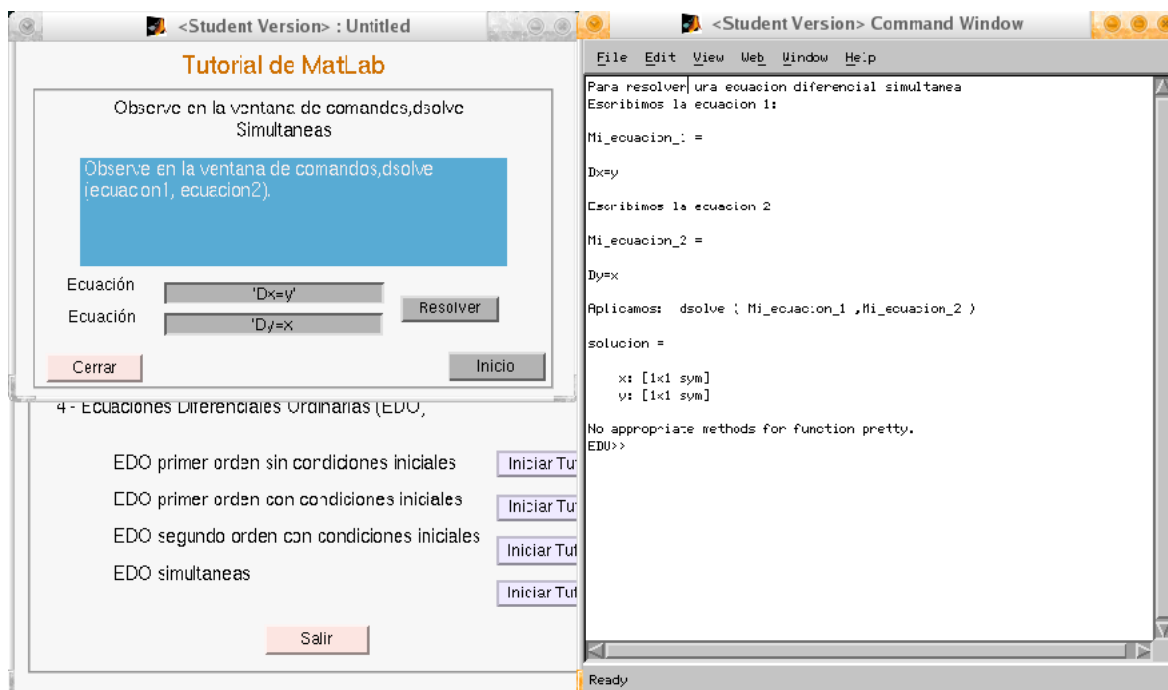 <Student Version> : Untitled
Tutorial de MatLab
Observe en la ventana de comandos,dsolve
Simultaneas
Observe en la ventana de comandos,dsolve
(ecuacion1, ecuacion2).
Ecuación
'Dx=y'
Ecuación
'Dy=x
Resolver
Cerrar
Inicio
4 - Ecuaciones Diferenciales Ordinarias (EDO)
EDO primer orden sin condiciones iniciales
Iniciar Tu
EDO primer orden con condiciones iniciales
Iniciar Tu
EDO segundo orden con condiciones iniciales
Iniciar Tut
EDO simultaneas
Iniciar Tut
Salir
<Student Version> Command Window
File Edit View Web Window Help
Para resolver una ecuacion diferencial simultanea
Escribimos la ecuacion 1:
Mi_ecuacion_1 =
Dx=y
Escribimos la ecuacion 2
Mi_ecuacion_2 =
Dy=x
Aplicamos: dsolve ( Mi_ecuacion_1 ,Mi_ecuacion_2 )
solucion =
x: [1x1 sym]
y: [1x1 sym]
No appropriate methods for function pretty.
EDU>>
Ready